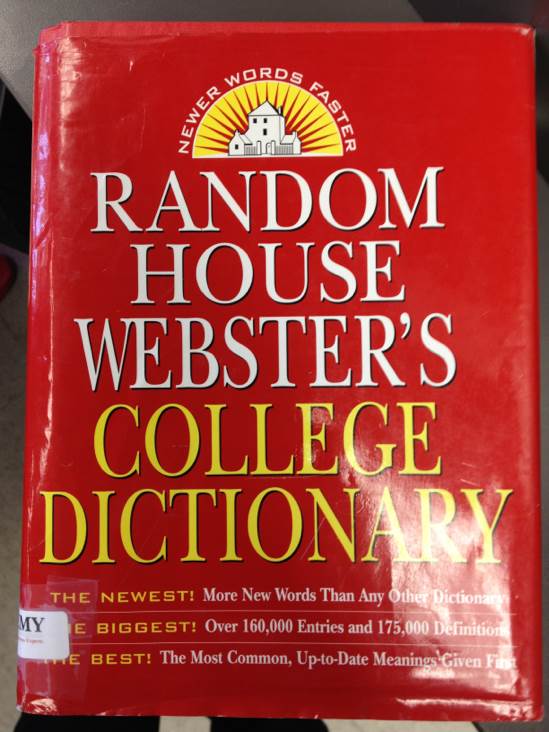 NEWER WORDS FASTER
RANDOM
HOUSE
WEBSTER'S
COLLEGE
DICTIONARY
THE NEWEST! More New Words Than Any Other Dictionary
BIGGEST! Over 160,000 Entries and 175,000 Definitions
BEST! The Most Common, Up-to-Date Meanings Given First
MY